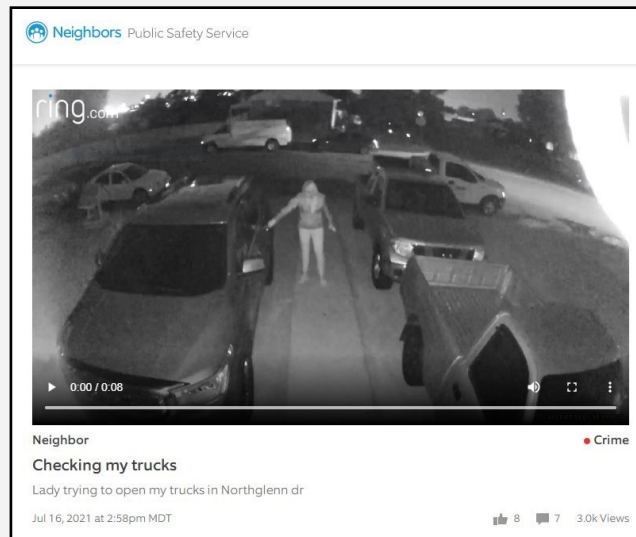 Neighbors Public Safety Service
ring.com
0:00 / 0:08
Neighbor
Crime
Checking my trucks
Lady trying to open my trucks in Northglenn dr
Jul 16, 2021 at 2:58pm MDT
8 7 3.0k Views